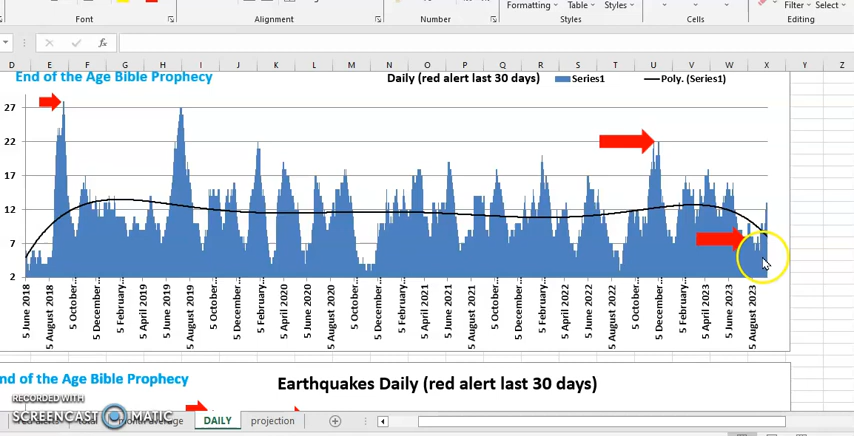 Formatting Table Styles Filter Select
Font Alignment Number Styles Cells Editing
fx
D E F G H I J K L M N O P Q R S T U V W X Y Z
End of the Age Bible Prophecy
Daily (red alert last 30 days) Series1 Poly. (Series1)
27
22
17
12
7
2
5 June 2018
5 August 2018
5 October...
5 December...
5 February...
5 April 2019
5 June 2019
5 August 2019
5 October...
5 December...
5 February...
5 April 2020
5 June 2020
5 August 2020
5 October...
5 December...
5 February...
5 April 2021
5 June 2021
5 August 2021
5 October...
5 December...
5 February...
5 April 2022
5 June 2022
5 August 2022
5 October...
5 December...
5 February...
5 April 2023
5 June 2023
5 August 2023
nd of the Age Bible Prophecy
Earthquakes Daily (red alert last 30 days)
RECORDED WITH
SCREENCAST MATIC
red alerts total month average DAILY projection